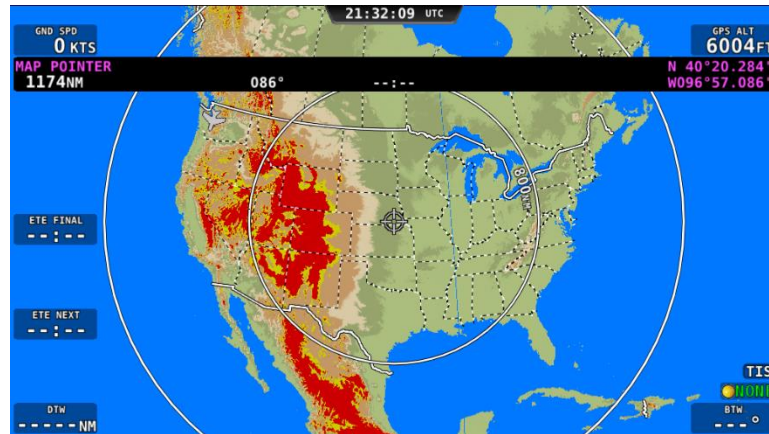 21:32:09 UTC
GND SPD
0 KTS
GPS ALT
6004FT
MAP POINTER
1174NM
086°
--:--
N 40°20.284'
W096°57.086'
800NM
ETE FINAL
--:--
ETE NEXT
--:--
TIS
NONE
DTW
-----NM
BTW
---°